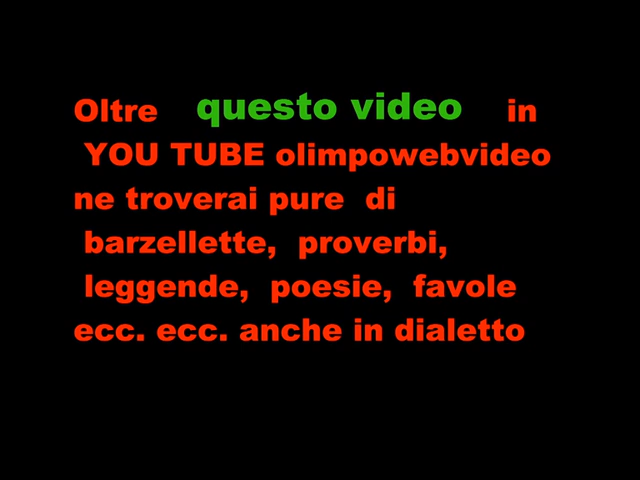 Oltre questo video in
YOU TUBE olimpowebvideo
ne troverai pure di
barzellette, proverbi,
leggende, poesie, favole
ecc. ecc. anche in dialetto